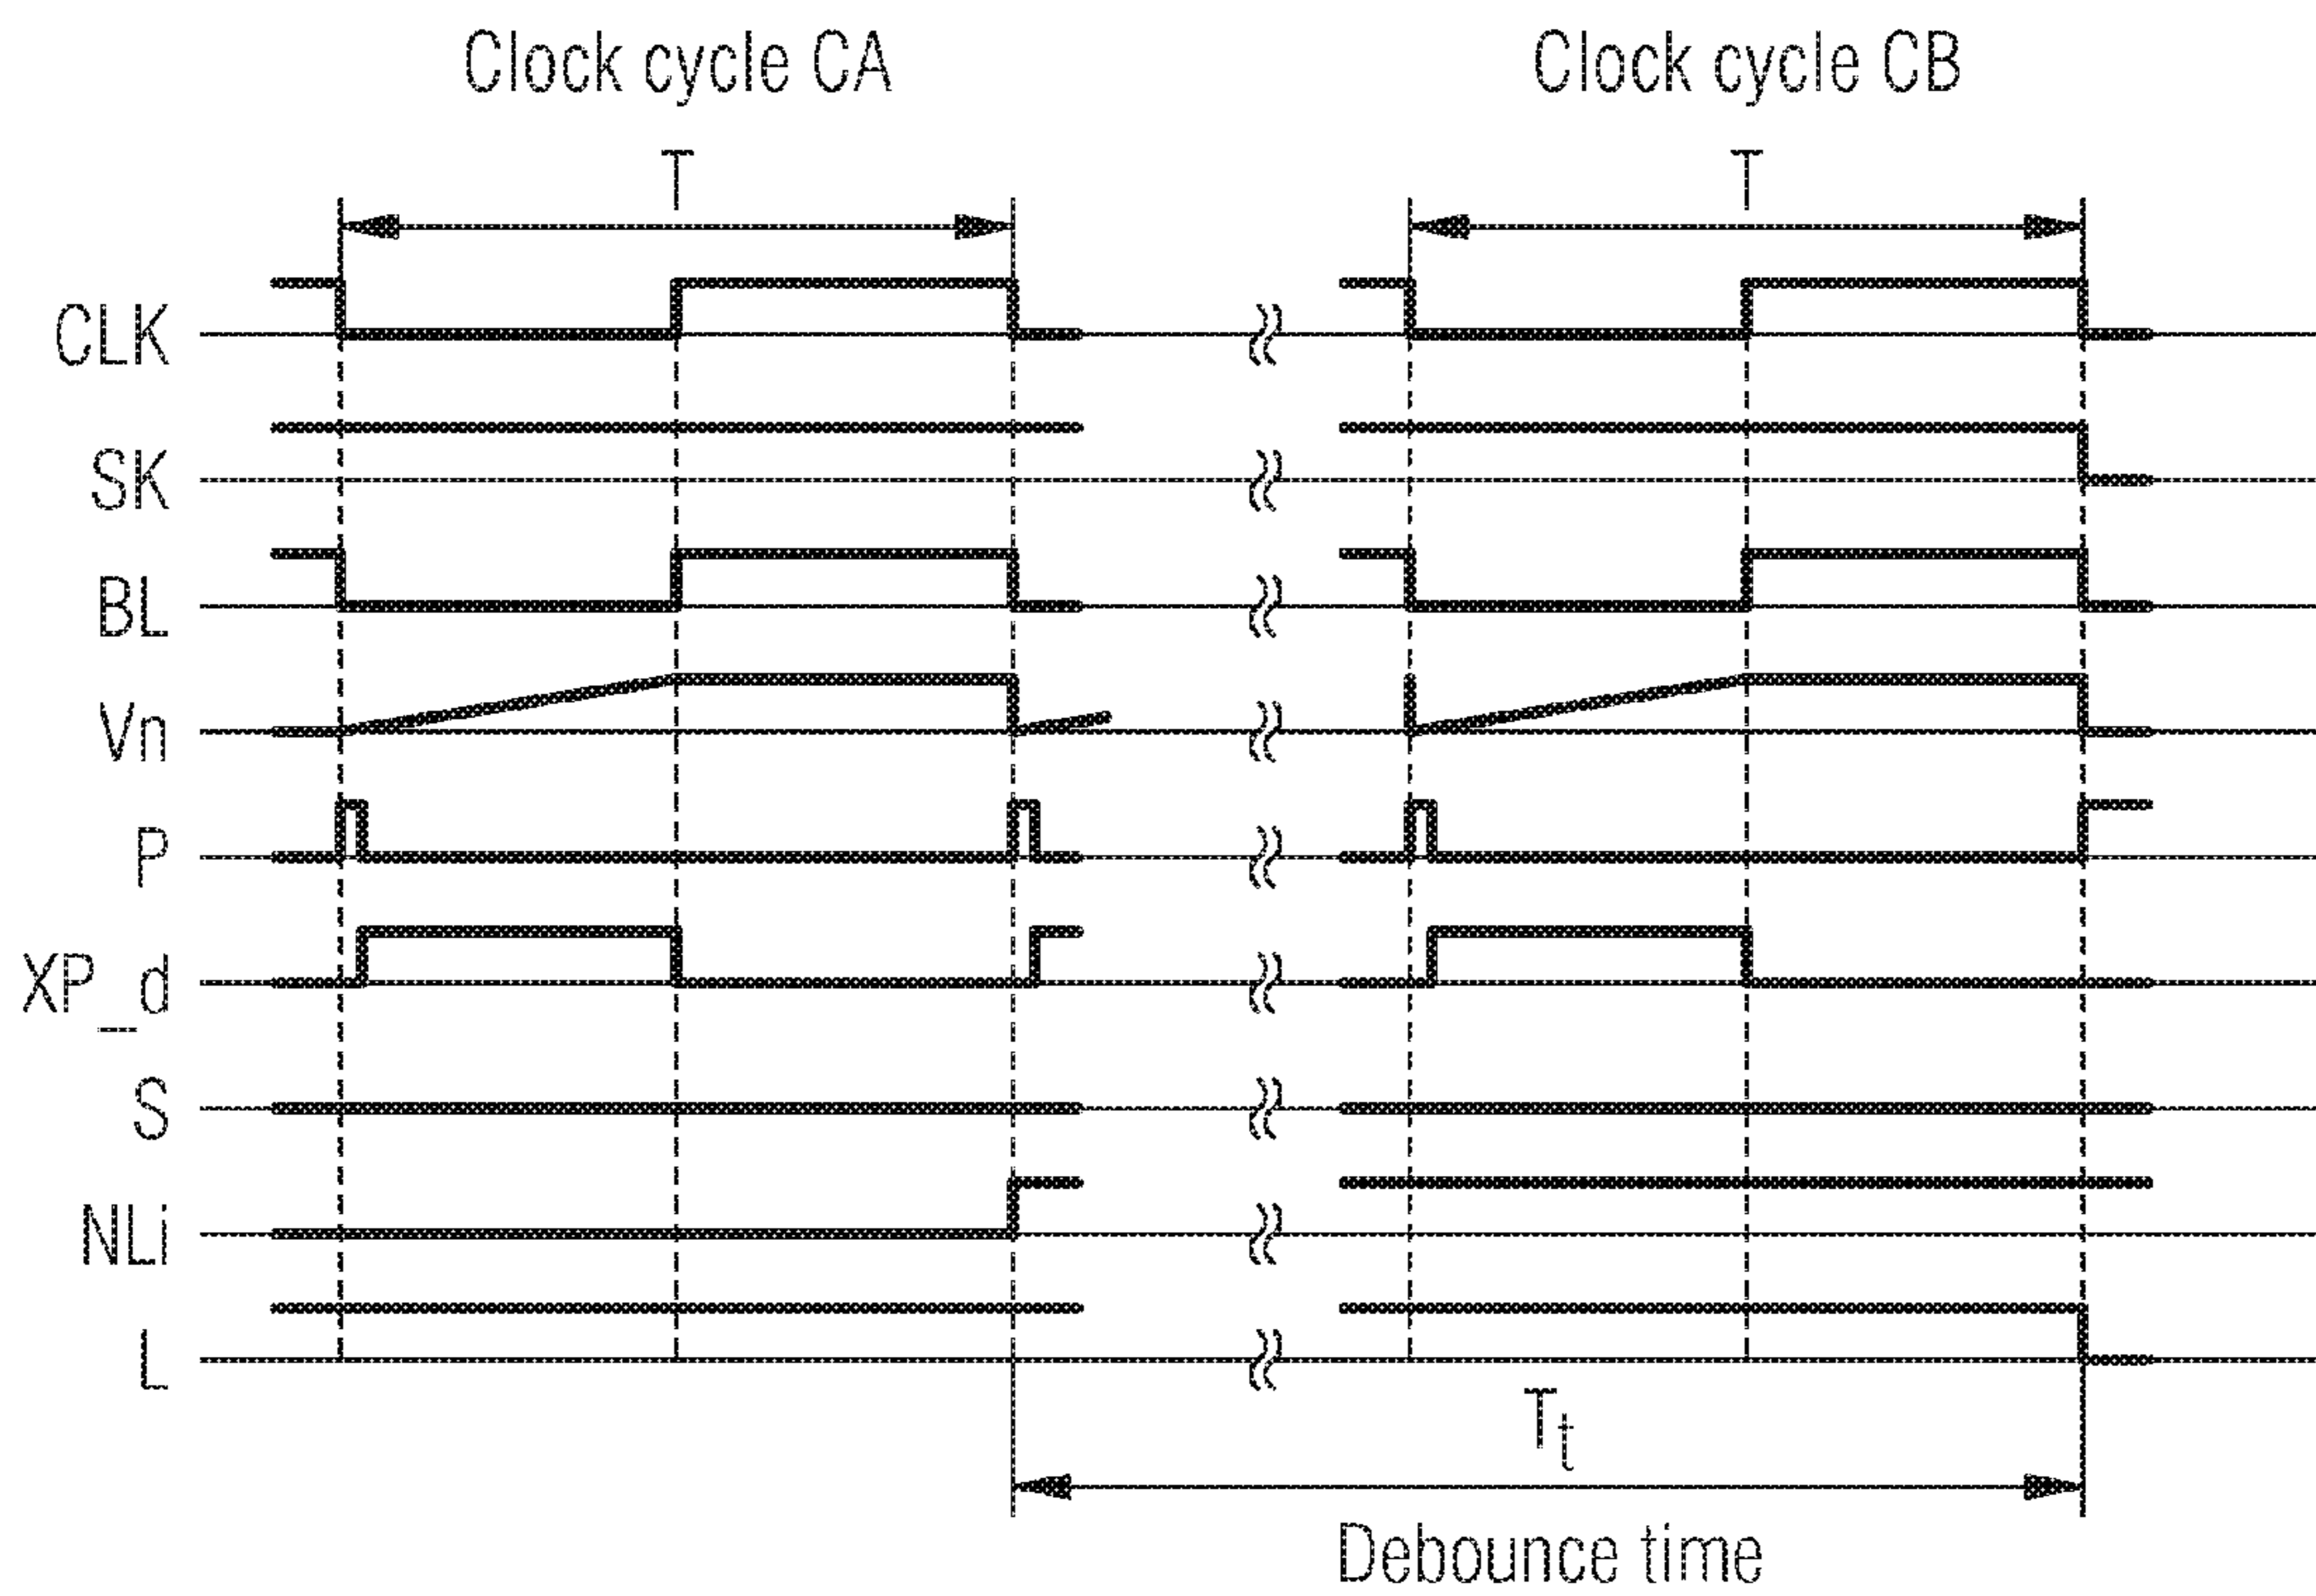 Clock cycle CA Clock cycle CB
T T
CLK
SK
BL
Vn
P
XP_d
S
NLi
L
Tt
Debounce time